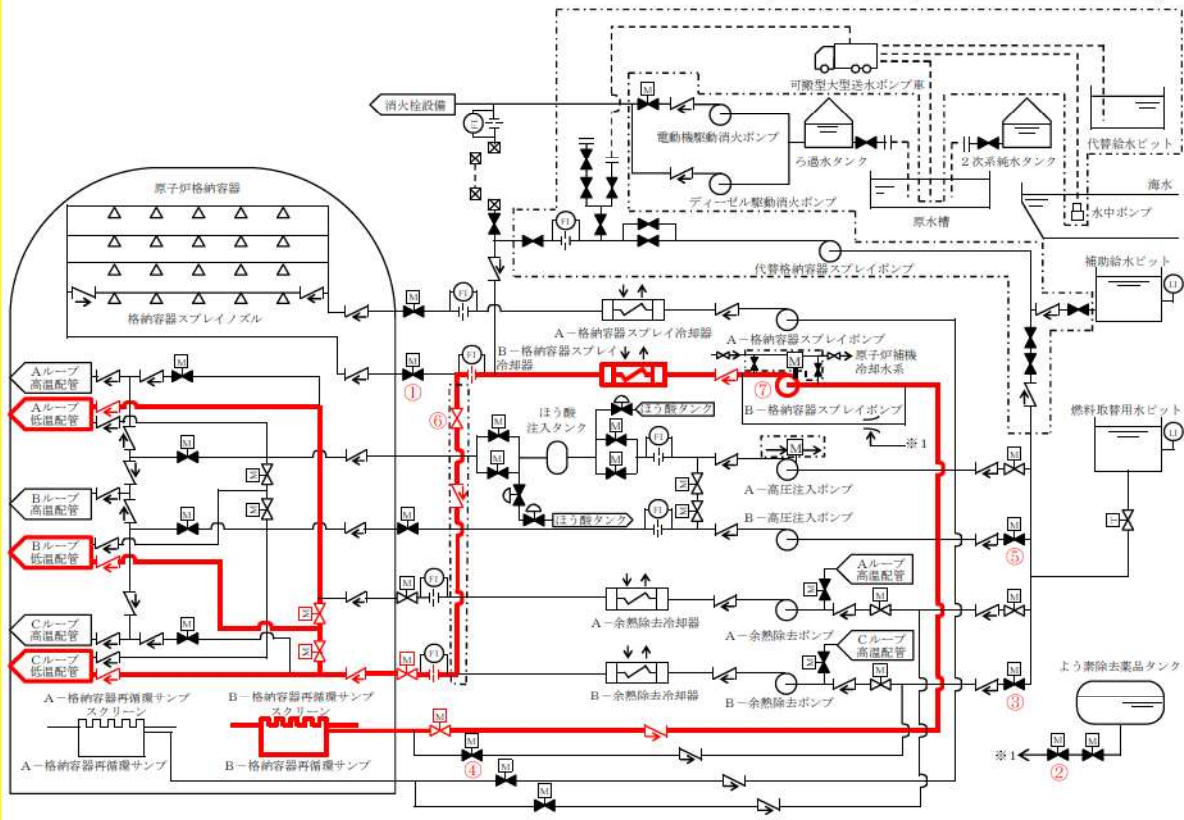 消火栓設備
FI
M
電動機駆動消火ポンプ
ディーゼル駆動消火ポンプ
可搬型大型送水ポンプ車
ろ過水タンク
2次系純水タンク
代替給水ピット
原水槽
海水
水中ポンプ
FI
代替格納容器スプレイポンプ
補助給水ピット
LI
原子炉格納容器
格納容器スプレイノズル
M
FI
A－格納容器スプレイ冷却器
A－格納容器スプレイポンプ
B－格納容器スプレイ
冷却器
M
①
FI
⑥
⑦
M
原子炉補機
冷却水系
B－格納容器スプレイポンプ
※1
燃料取替用水ピット
LI
Aループ
高温配管
M
Aループ
低温配管
M
M
M
ほう酸
注入タンク
ほう酸タンク
M
M
FI
M
M
A－高圧注入ポンプ
M
Bループ
高温配管
M
M
ほう酸タンク
FI
M
B－高圧注入ポンプ
M
⑤
T
Bループ
低温配管
M
M
FI
A－余熱除去冷却器
A－余熱除去ポンプ
Aループ
高温配管
M
M
Cループ
高温配管
M
M
Cループ
低温配管
M
FI
B－余熱除去冷却器
B－余熱除去ポンプ
Cループ
高温配管
M
M
③
よう素除去薬品タンク
A－格納容器再循環サンプ
スクリーン
B－格納容器再循環サンプ
スクリーン
M
A－格納容器再循環サンプ
B－格納容器再循環サンプ
M
④
M
M
※1
M
M
②